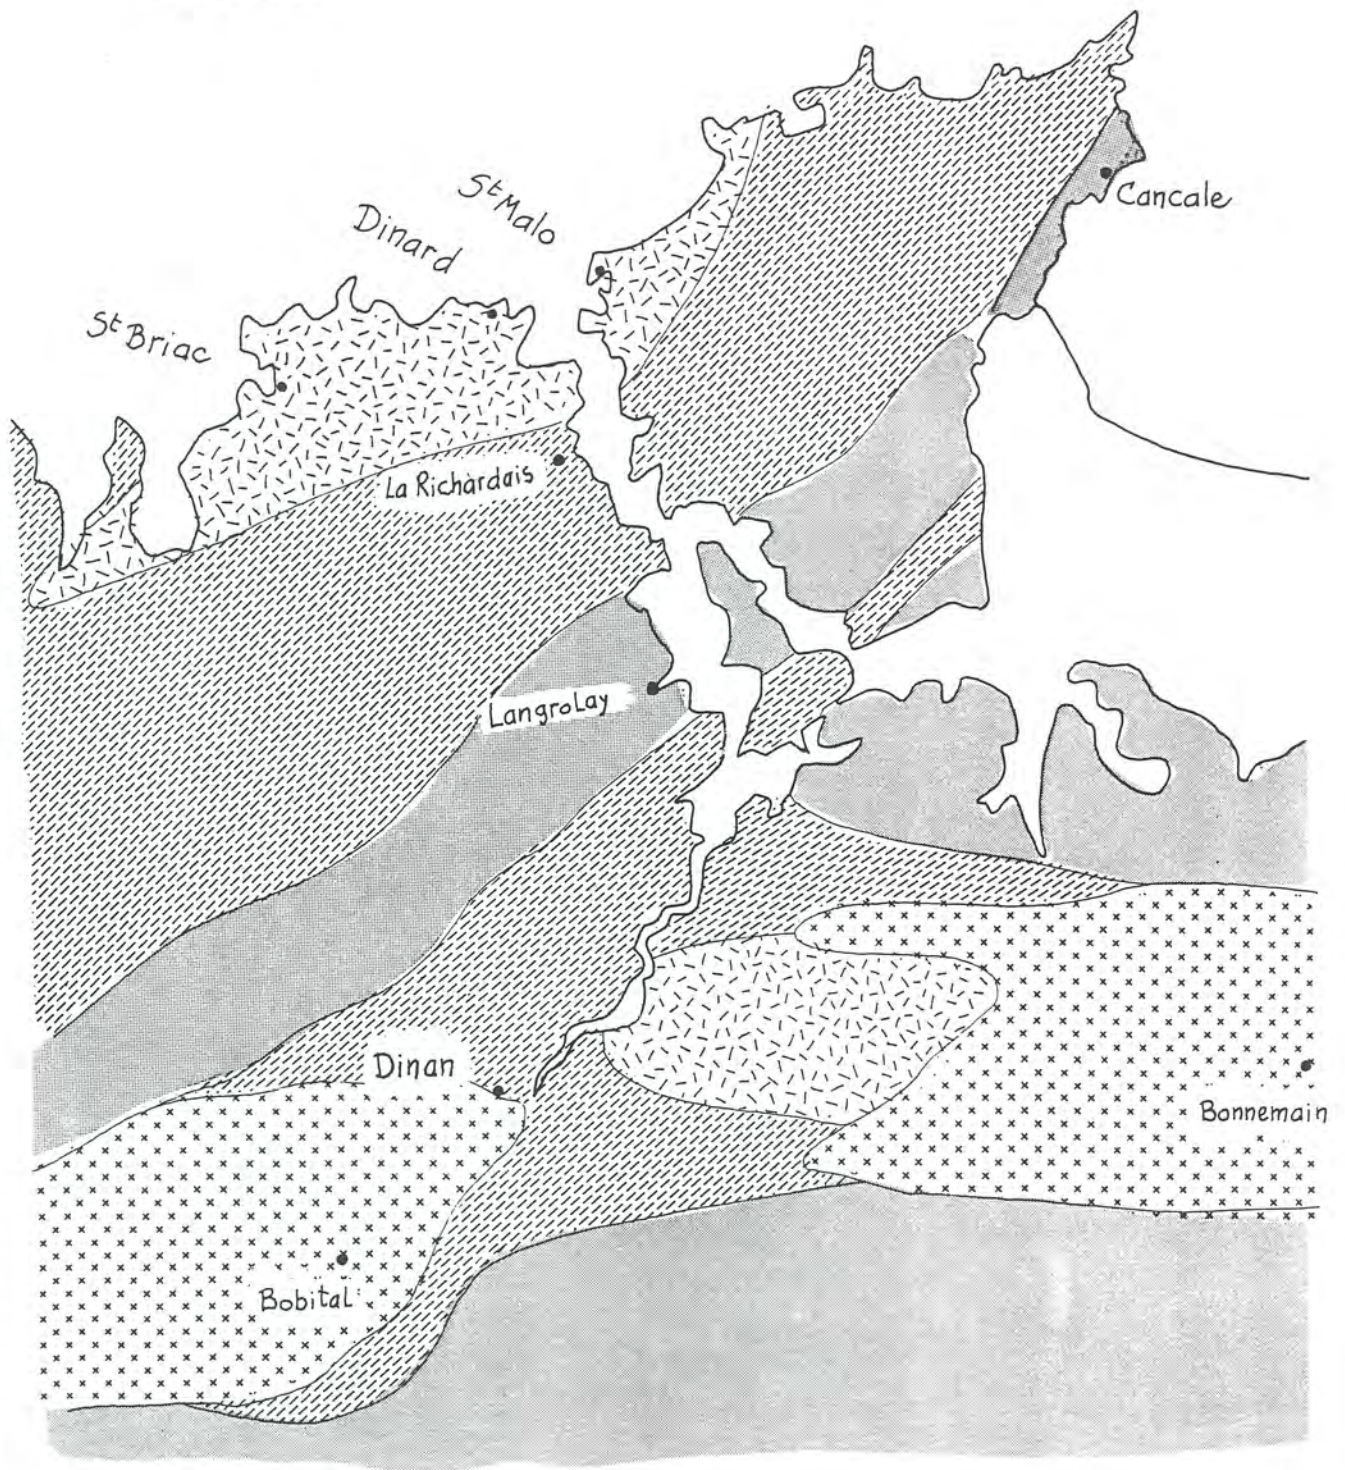 St Malo
Cancale
Dinard
St Briac
La Richardais
Langrolay
Dinan
Bonnemain
Bobital